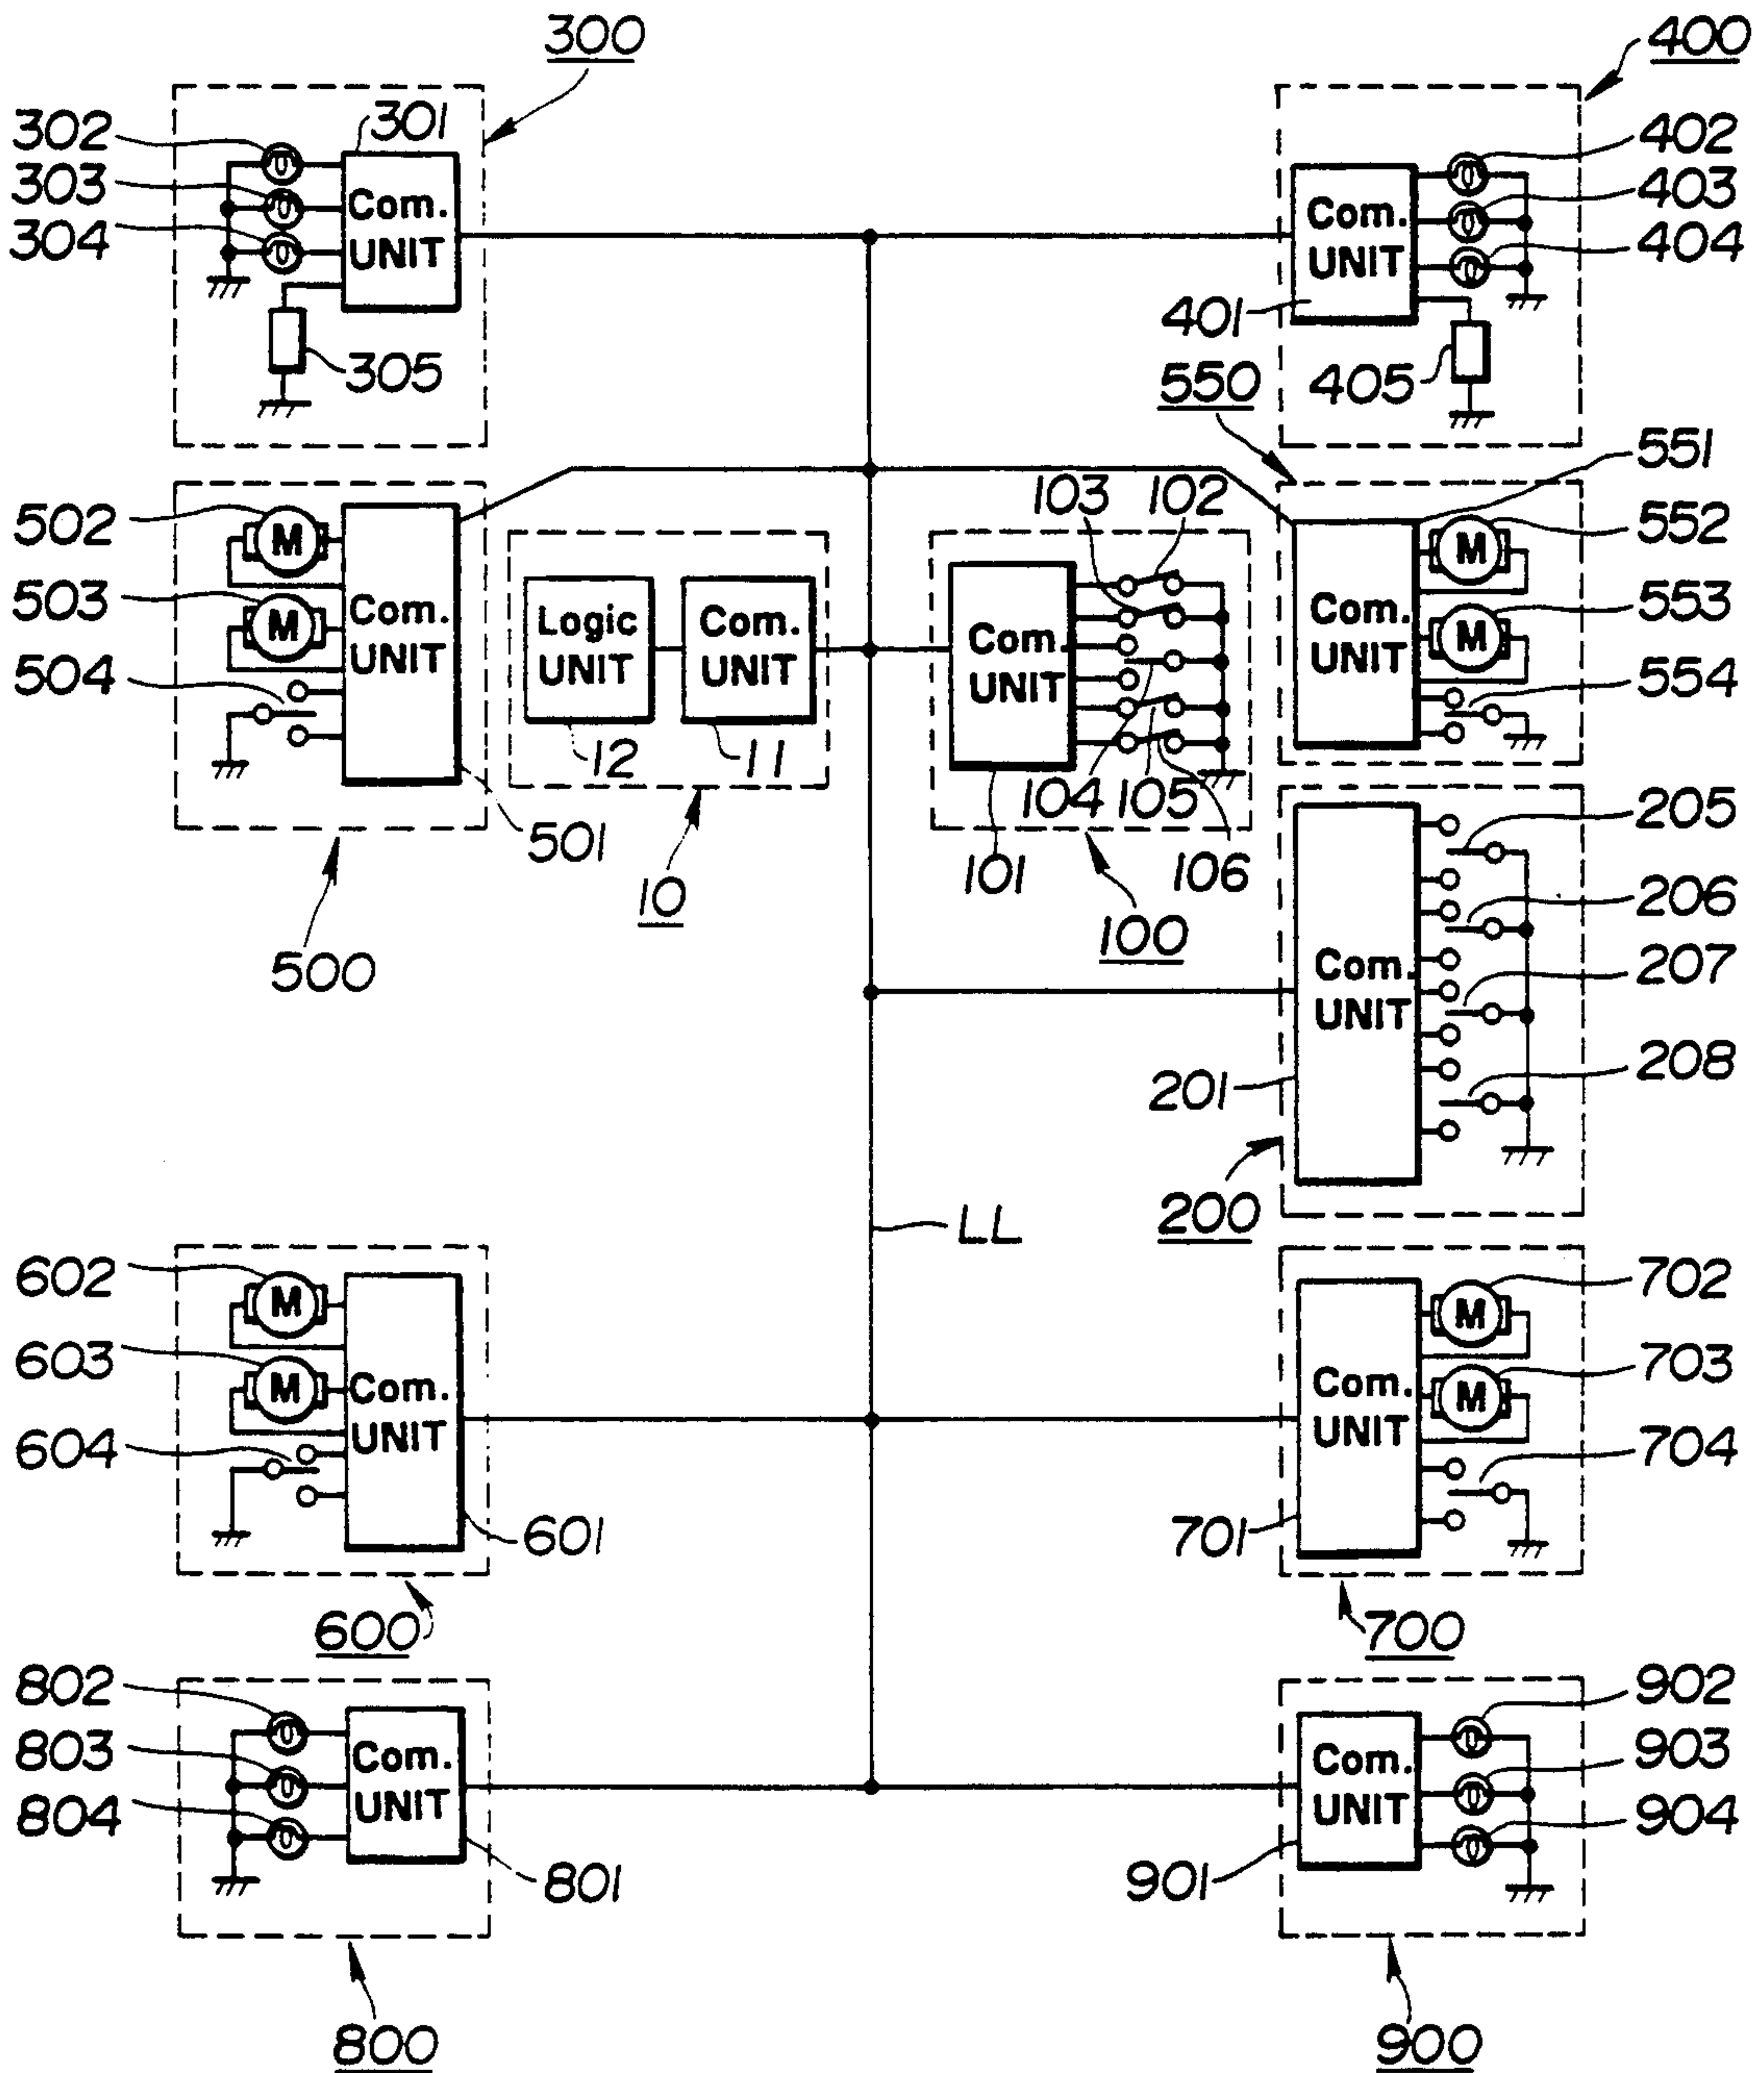 300
400
302
301
303
Com.
UNIT
304
305
402
403
Com.
UNIT
404
401
405
550
551
502
M
503
M
Com.
UNIT
504
501
500
Logic
UNIT
Com.
UNIT
12
11
10
103
102
Com.
UNIT
104
105
101
106
100
552
M
553
M
Com.
UNIT
554
205
206
Com.
UNIT
207
208
201
200
LL
602
M
603
M
Com.
UNIT
604
601
600
702
M
703
M
Com.
UNIT
704
701
700
802
803
Com.
UNIT
804
801
800
902
903
Com.
UNIT
904
901
900